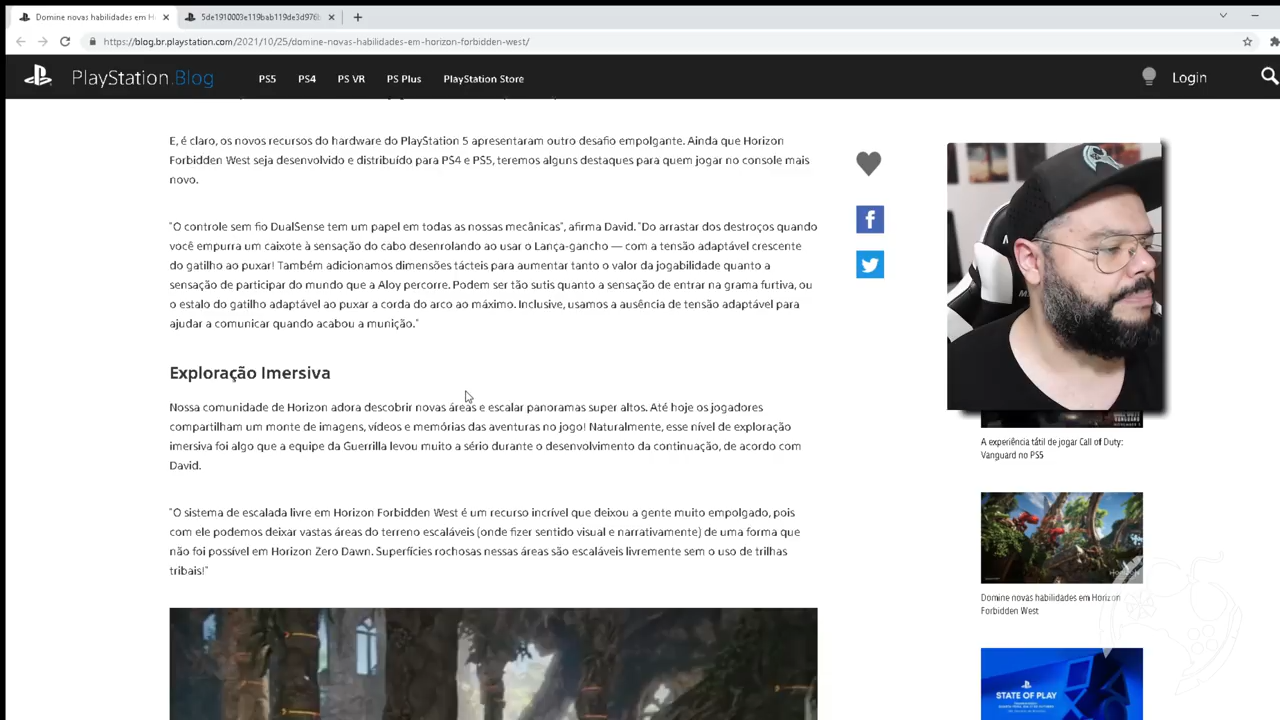 Domine novas habilidades em H
5de1910003e119bab119de3d976b
https://blog.br.playstation.com/2021/10/25/domine-novas-habilidades-em-horizon-forbidden-west/
PlayStation.Blog
PS5
PS4
PS VR
PS Plus
PlayStation Store
Login
E, é claro, os novos recursos do hardware do PlayStation 5 apresentaram outro desafio empolgante. Ainda que Horizon
Forbidden West seja desenvolvido e distribuído para PS4 e PS5, teremos alguns destaques para quem jogar no console mais
novo.
"O controle sem fio DualSense tem um papel em todas as nossas mecânicas", afirma David. "Do arrastar dos destroços quando
você empurra um caixote à sensação do cabo desenrolando ao usar o Lança-gancho — com a tensão adaptável crescente
do gatilho ao puxar! Também adicionamos dimensões tácteis para aumentar tanto o valor da jogabilidade quanto a
sensação de participar do mundo que a Aloy percorre. Podem ser tão sutis quanto a sensação de entrar na grama furtiva, ou
o estalo do gatilho adaptável ao puxar a corda do arco ao máximo. Inclusive, usamos a ausência de tensão adaptável para
ajudar a comunicar quando acabou a munição."
Exploração Imersiva
Nossa comunidade de Horizon adora descobrir novas áreas e escalar panoramas super altos. Até hoje os jogadores
compartilham um monte de imagens, vídeos e memórias das aventuras no jogo! Naturalmente, esse nível de exploração
imersiva foi algo que a equipe da Guerrilla levou muito a sério durante o desenvolvimento da continuação, de acordo com
David.
"O sistema de escalada livre em Horizon Forbidden West é um recurso incrível que deixou a gente muito empolgado, pois
com ele podemos deixar vastas áreas do terreno escaláveis (onde fizer sentido visual e narrativamente) de uma forma que
não foi possível em Horizon Zero Dawn. Superfícies rochosas nessas áreas são escaláveis livremente sem o uso de trilhas
tribais!"
A experiência tátil de jogar Call of Duty:
Vanguard no PS5
Domine novas habilidades em Horizon
Forbidden West
STATE OF PLAY